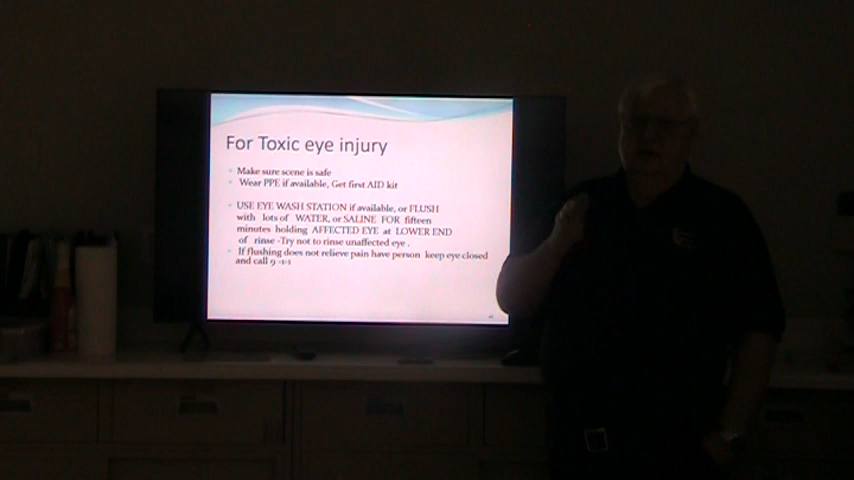 For Toxic eye injury
Make sure scene is safe
Wear PPE if available, Get first AID kit
USE EYE WASH STATION if available, or FLUSH
with lots of WATER, or SALINE FOR fifteen
minutes holding AFFECTED EYE at LOWER END
of rinse -Try not to rinse unaffected eye .
If flushing does not relieve pain have person keep eye closed
and call 9 -1-1